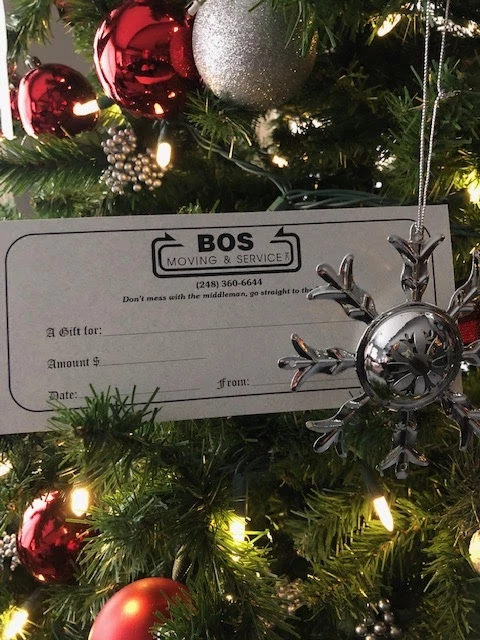 BOS
MOVING & SERVICE
(248) 360-6644
Don't mess with the middleman, go straight to
A Gift for:
Amount $
Date: From: